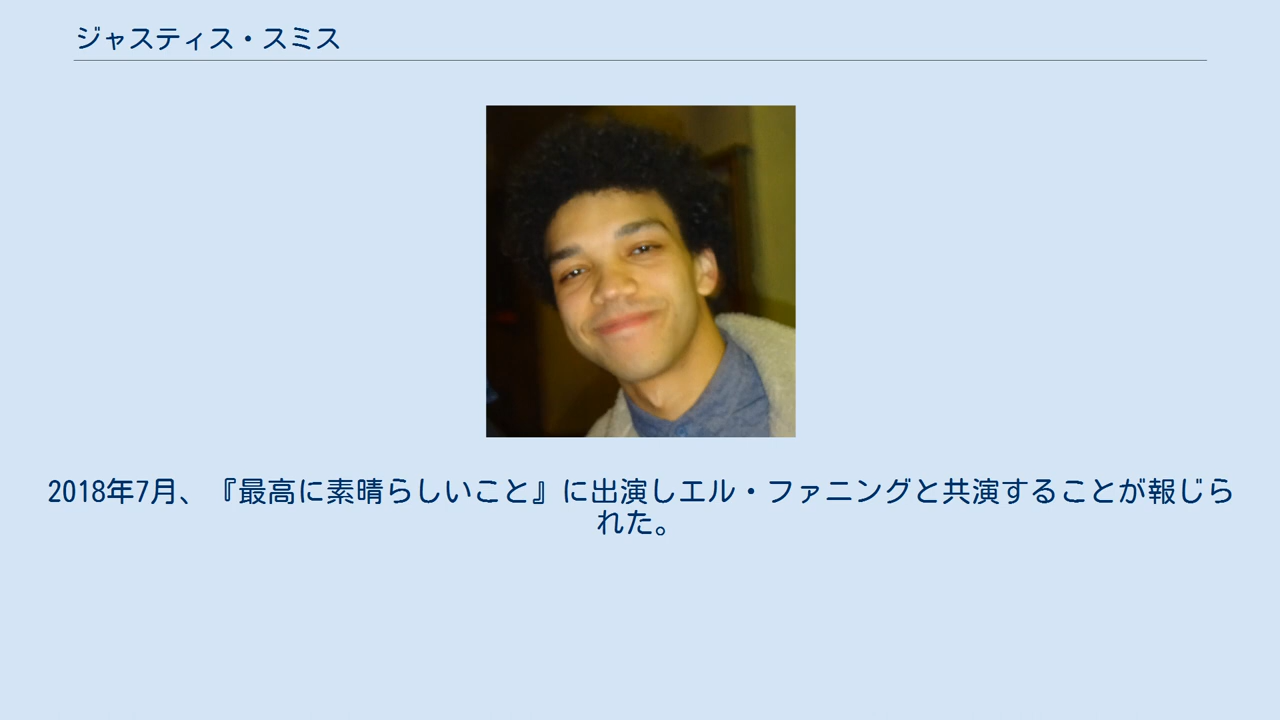 ジャスティス・スミス
2018年7月、『最高に素晴らしいこと』に出演しエル・ファニングと共演することが報じら
れた。